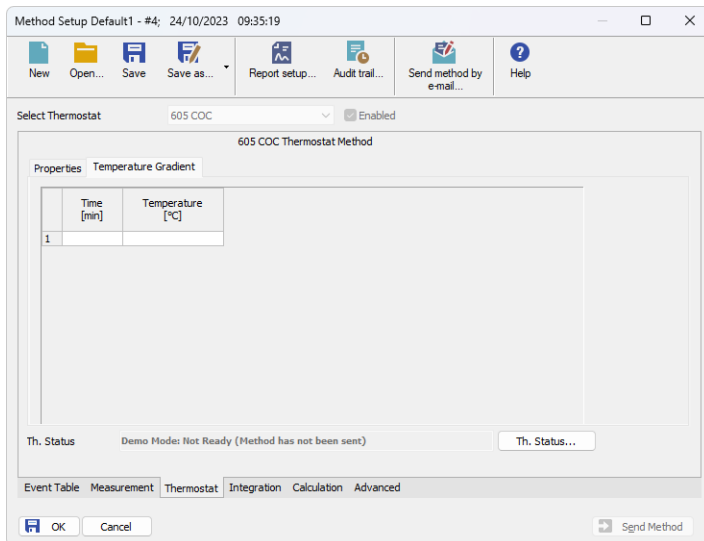 Method Setup Default1 - #4; 24/10/2023 09:35:19
New Open... Save Save as... Report setup... Audit trail... Send method by e-mail... Help
Select Thermostat 605 COC Enabled
605 COC Thermostat Method
Properties Temperature Gradient
Time [min] Temperature [°C]
1
Th. Status Demo Mode: Not Ready (Method has not been sent) Th. Status...
Event Table Measurement Thermostat Integration Calculation Advanced
OK Cancel Send Method